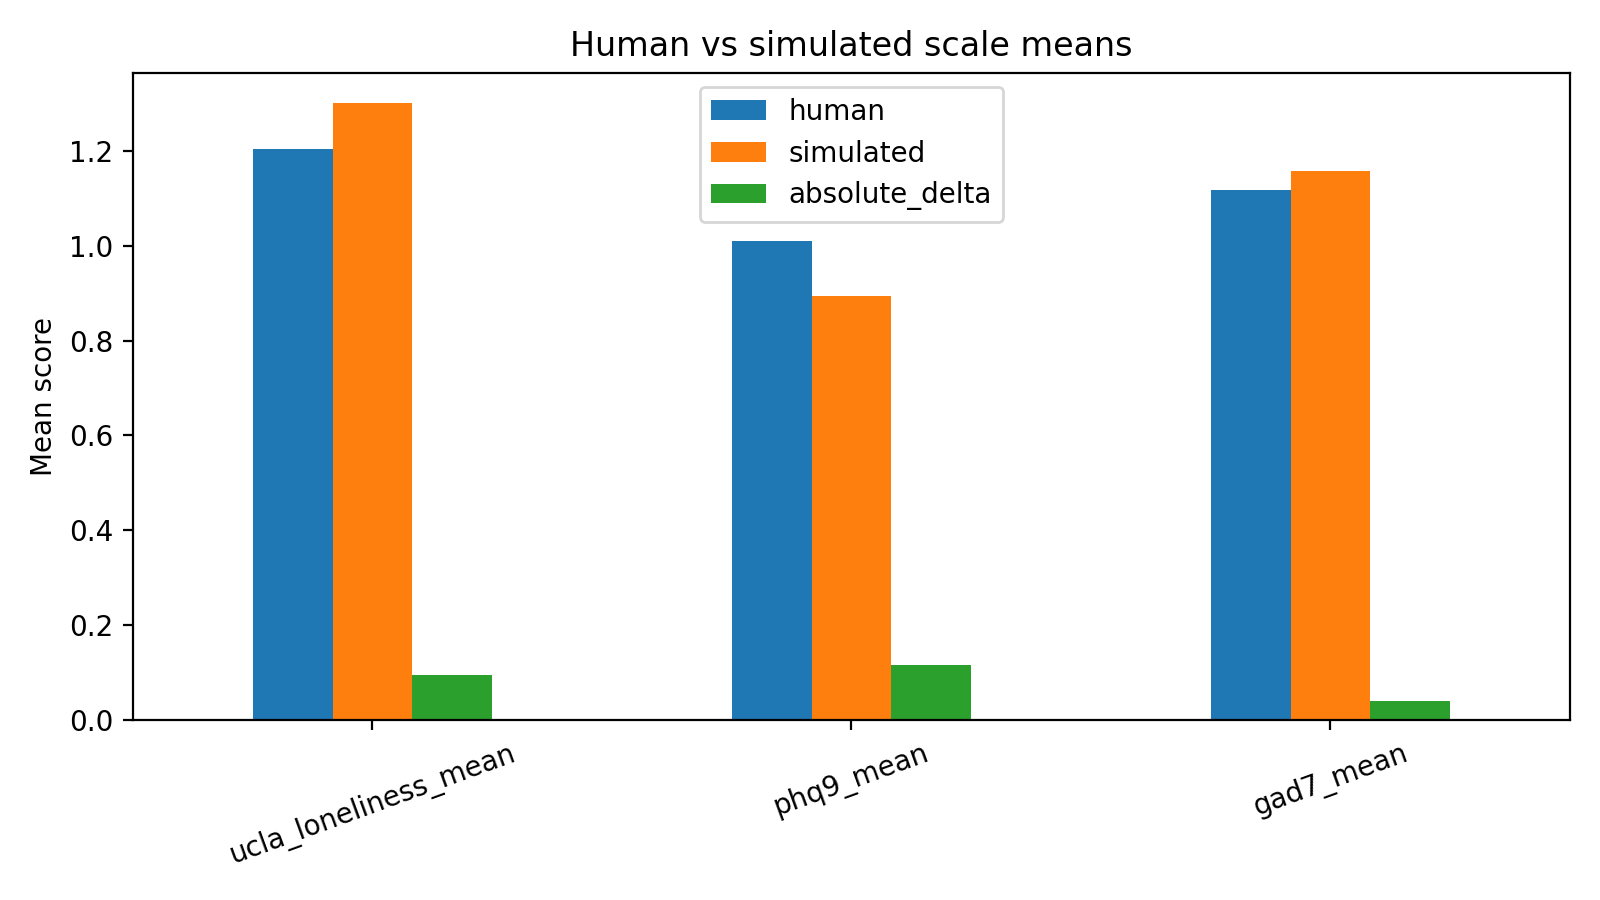 Human vs simulated scale means
human
simulated
absolute_delta
Mean score
1.2
1.0
0.8
0.6
0.4
0.2
0.0
ucla_loneliness_mean
phq9_mean
gad7_mean